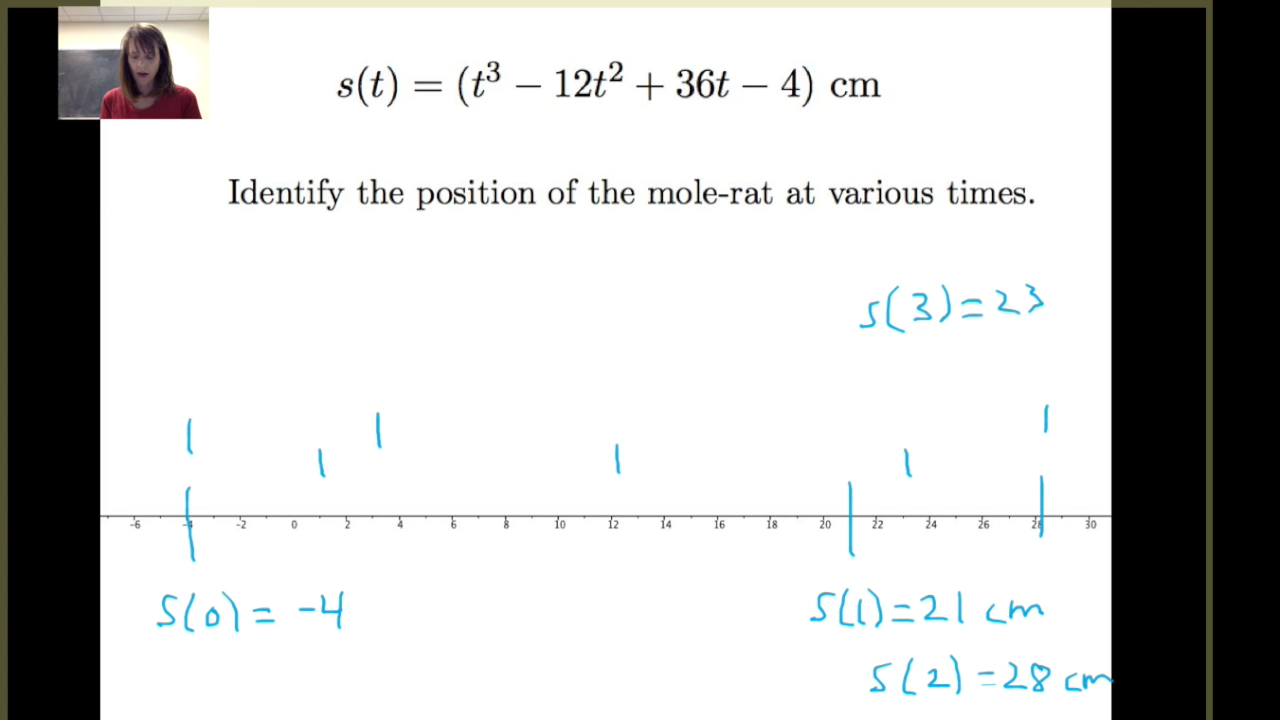 s(t) = (t³ − 12t² + 36t − 4) cm
Identify the position of the mole-rat at various times.
s(3)=23
-6 -4 -2 0 2 4 6 8 10 12 14 16 18 20 22 24 26 28 30
s(0)= -4
s(1)=21 cm
s(2)=28 cm